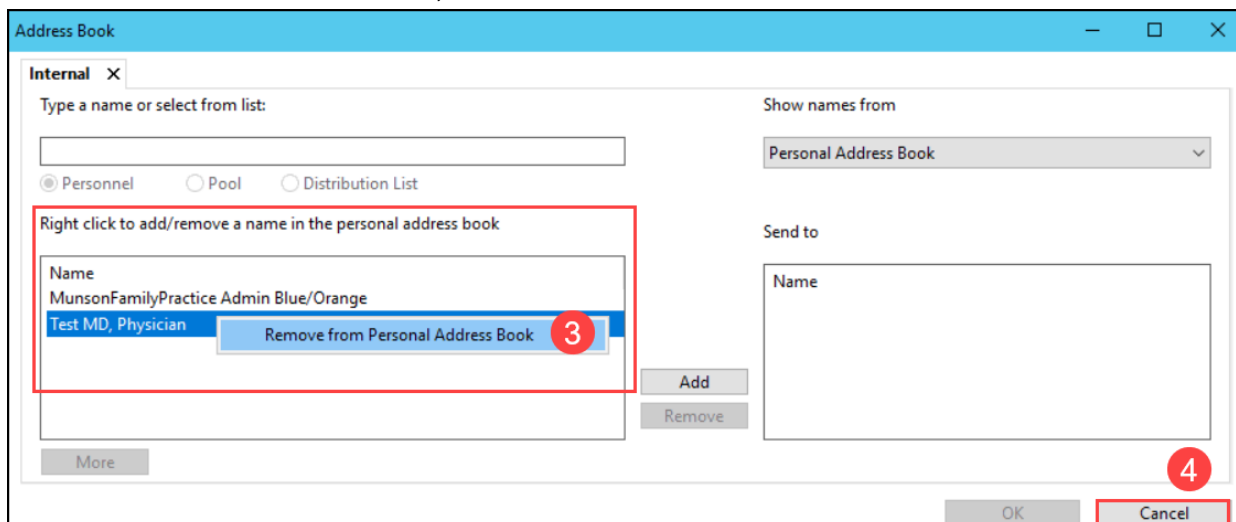 Address Book
Internal X
Type a name or select from list:
Show names from
Personal Address Book
Personnel Pool Distribution List
Right click to add/remove a name in the personal address book
Send to
Name
MunsonFamilyPractice Admin Blue/Orange
Test MD, Physician
Remove from Personal Address Book 3
Name
Add
Remove
More
4
OK Cancel